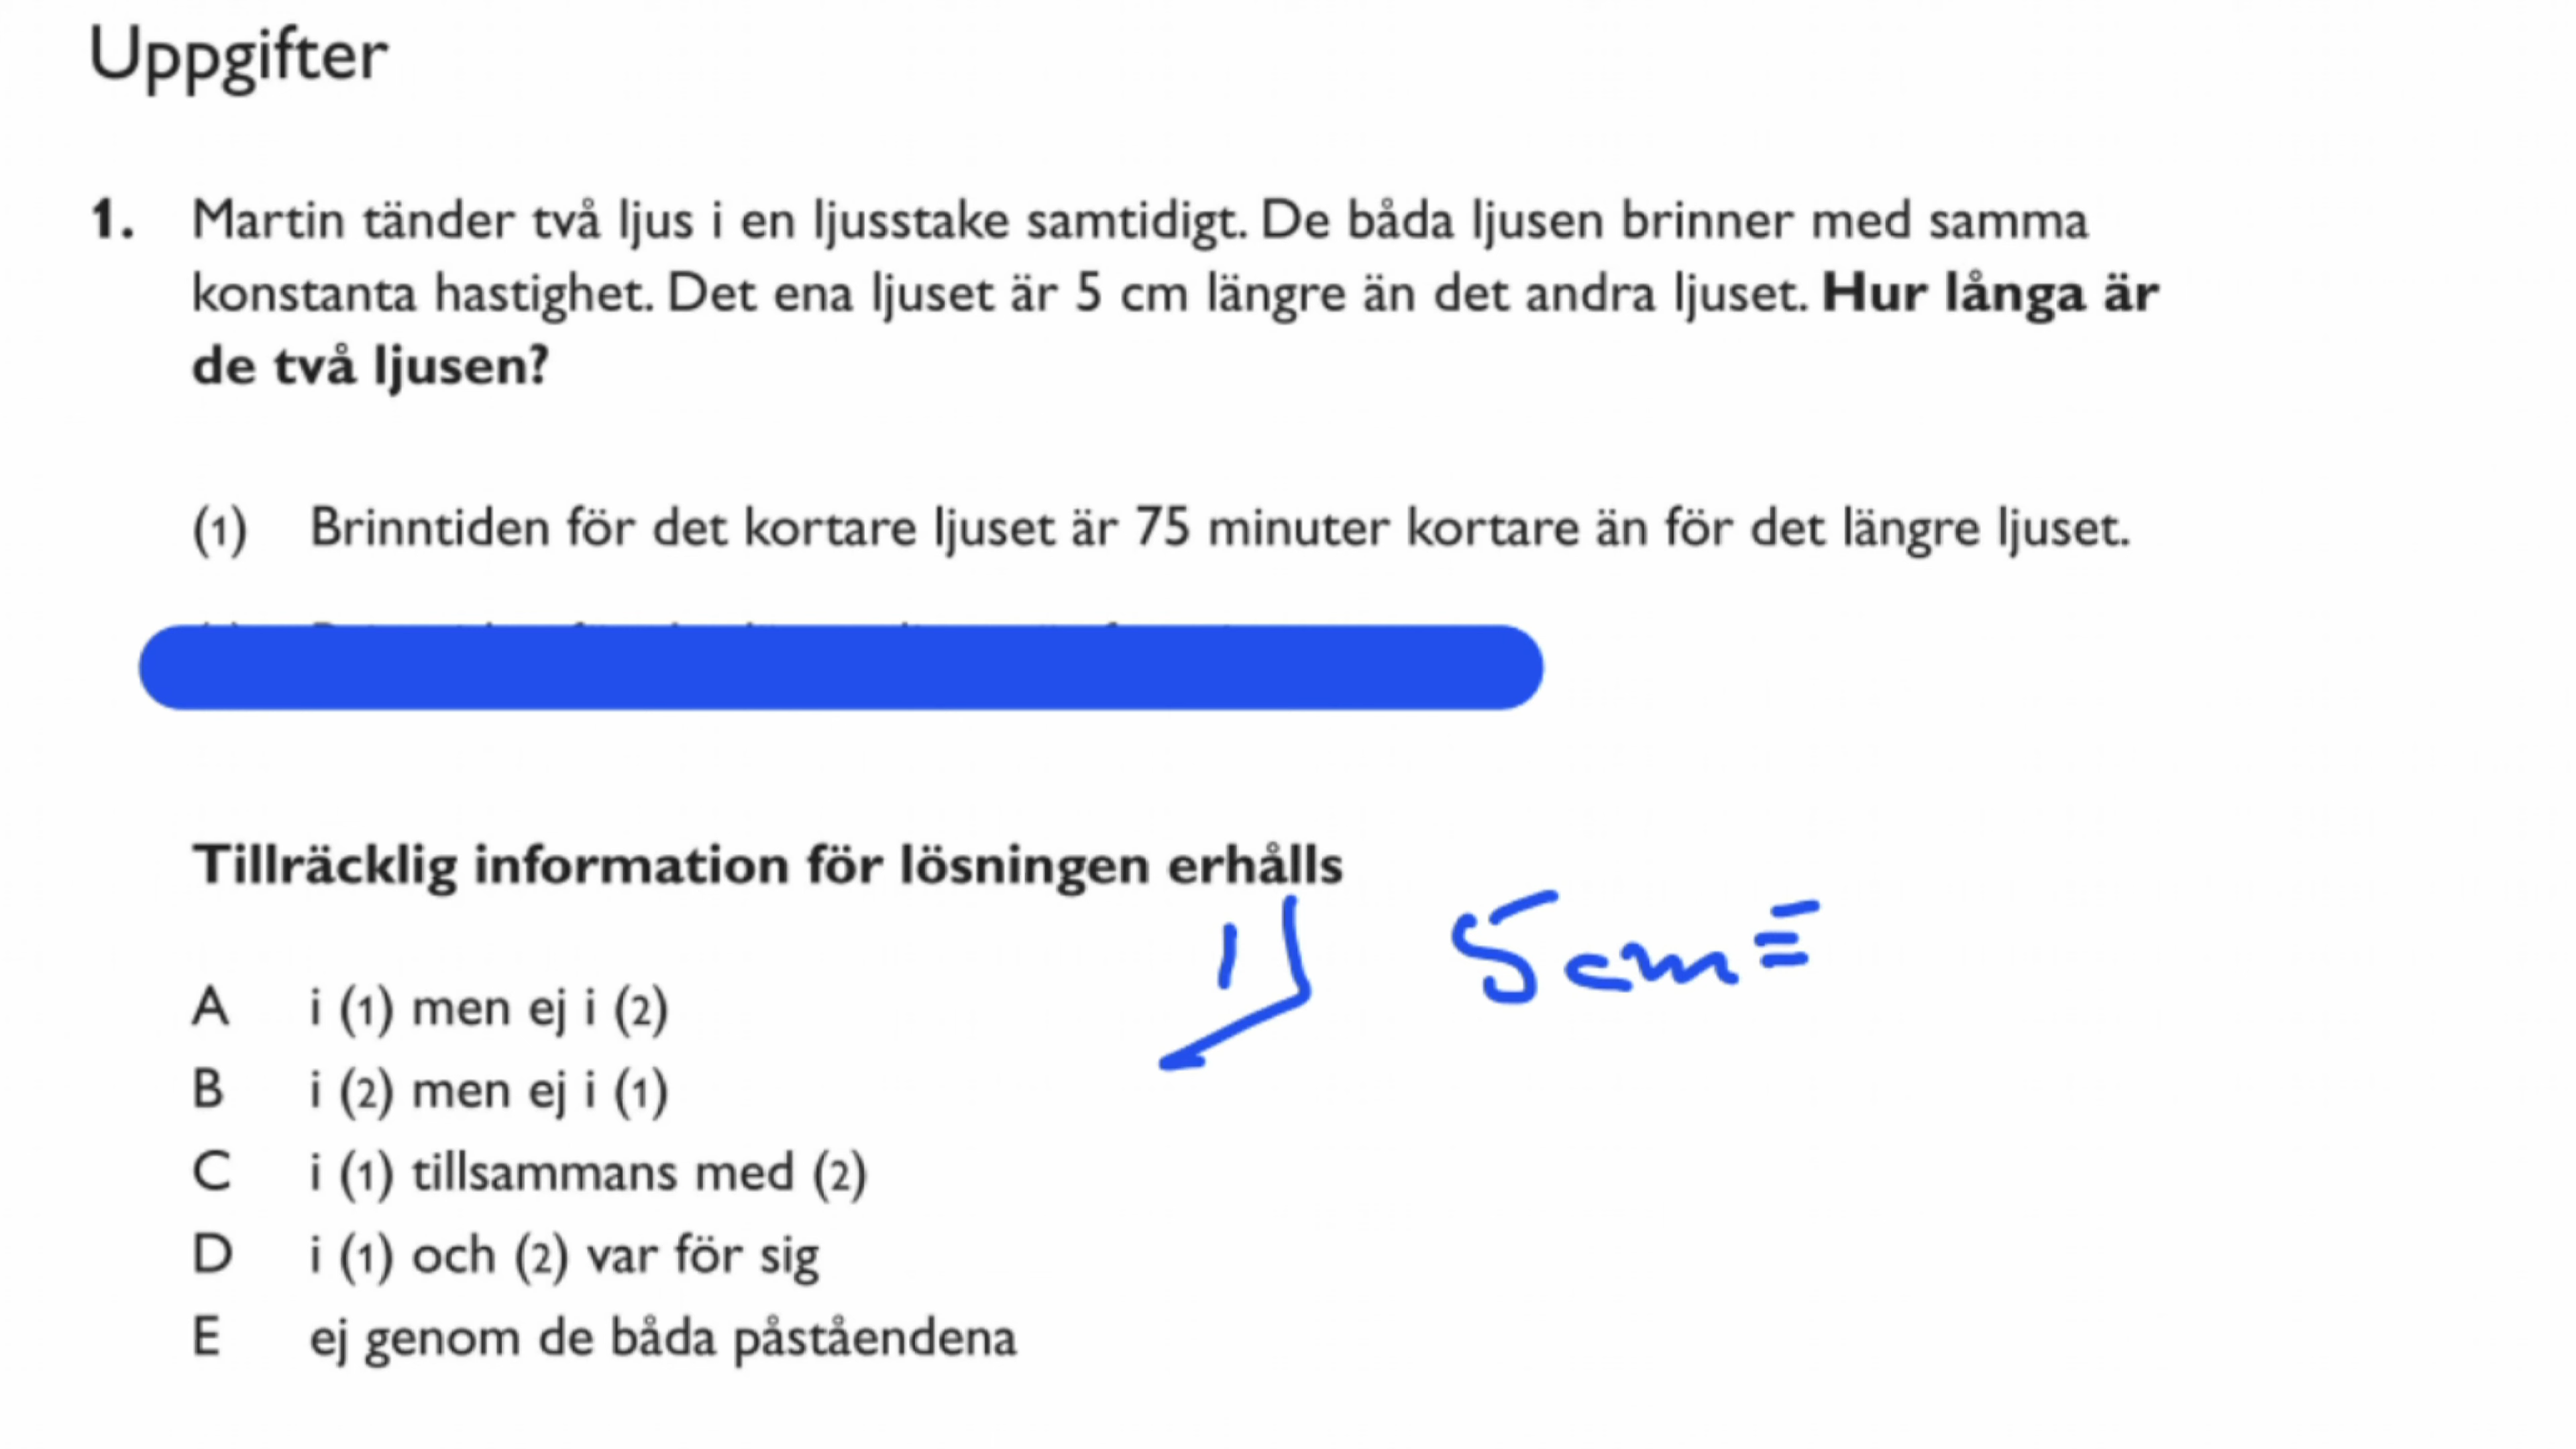 Uppgifter
1. Martin tänder två ljus i en ljusstake samtidigt. De båda ljusen brinner med samma
konstanta hastighet. Det ena ljuset är 5 cm längre än det andra ljuset. Hur långa är
de två ljusen?
(1) Brinntiden för det kortare ljuset är 75 minuter kortare än för det längre ljuset.
Tillräcklig information för lösningen erhålls
1) 5 cm =
A i (1) men ej i (2)
B i (2) men ej i (1)
C i (1) tillsammans med (2)
D i (1) och (2) var för sig
E ej genom de båda påståendena